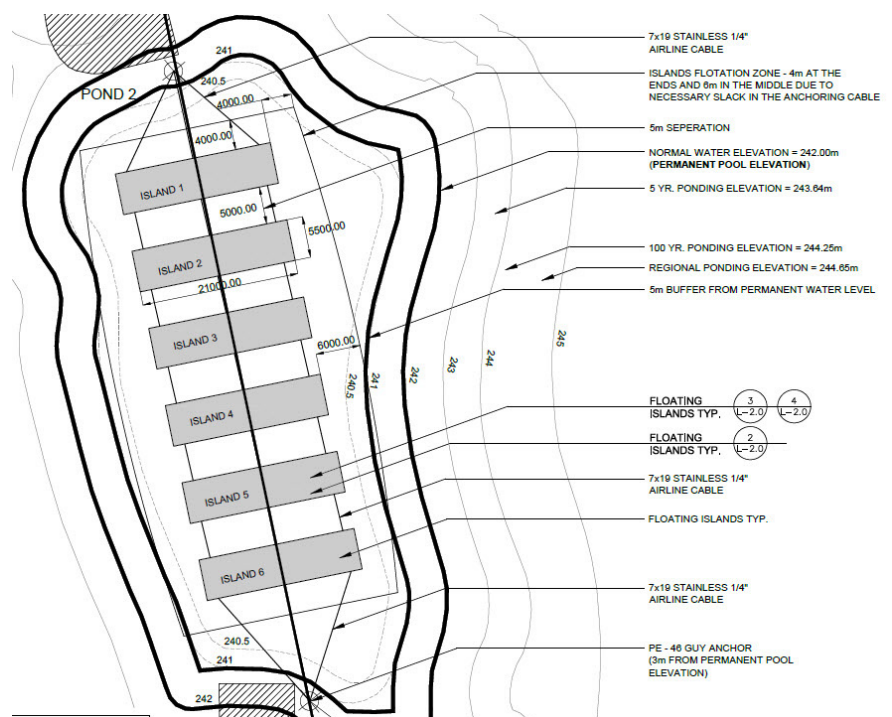 241
POND 2
240.5
4000.00
4000.00
ISLAND 1
5000.00
5500.00
ISLAND 2
21000.00
ISLAND 3
6000.00
240.5
241
242
243
244
245
ISLAND 4
ISLAND 5
ISLAND 6
240.5
241
242
7x19 STAINLESS 1/4"
AIRLINE CABLE
ISLANDS FLOTATION ZONE - 4m AT THE
ENDS AND 6m IN THE MIDDLE DUE TO
NECESSARY SLACK IN THE ANCHORING CABLE
5m SEPERATION
NORMAL WATER ELEVATION = 242.00m
(PERMANENT POOL ELEVATION)
5 YR. PONDING ELEVATION = 243.64m
100 YR. PONDING ELEVATION = 244.25m
REGIONAL PONDING ELEVATION = 244.65m
5m BUFFER FROM PERMANENT WATER LEVEL
FLOATING
ISLANDS TYP.
3
L-2.0
4
L-2.0
FLOATING
ISLANDS TYP.
2
L-2.0
7x19 STAINLESS 1/4"
AIRLINE CABLE
FLOATING ISLANDS TYP.
7x19 STAINLESS 1/4"
AIRLINE CABLE
PE - 46 GUY ANCHOR
(3m FROM PERMANENT POOL
ELEVATION)